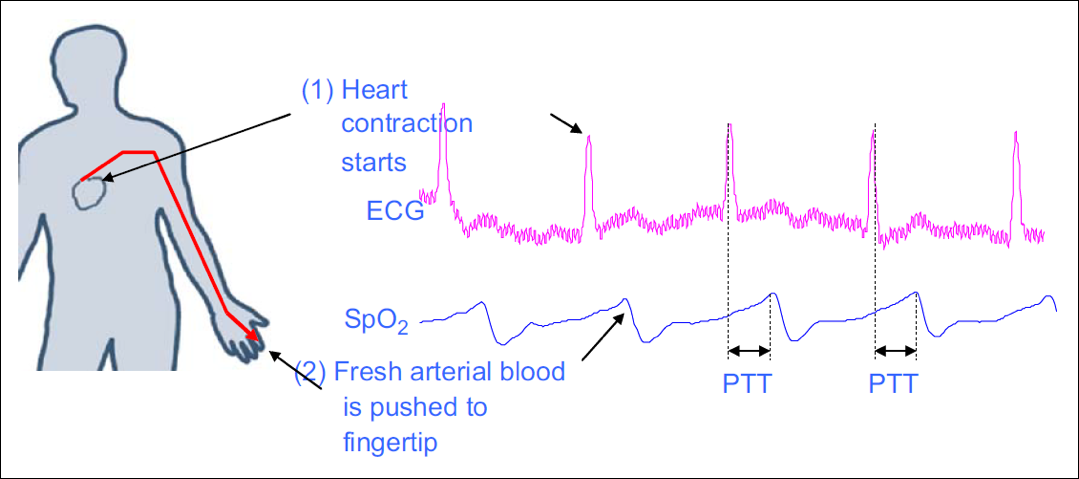 (1) Heart
contraction
starts
ECG
SpO₂
(2) Fresh arterial blood
is pushed to
fingertip
PTT
PTT